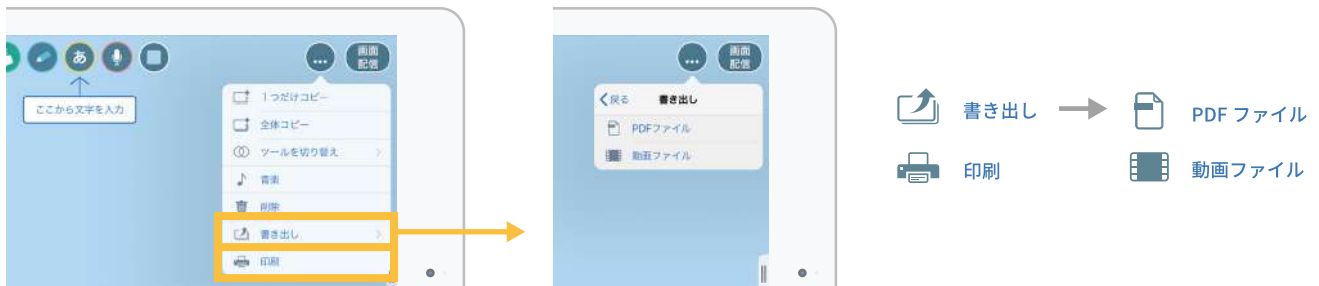 あ
...
画面
配信
ここから文字を入力
1つだけコピー
全体コピー
ツールを切り替え
音楽
削除
書き出し
印刷
...
画面
配信
戻る 書き出し
PDFファイル
動画ファイル
書き出し
PDF ファイル
印刷
動画ファイル